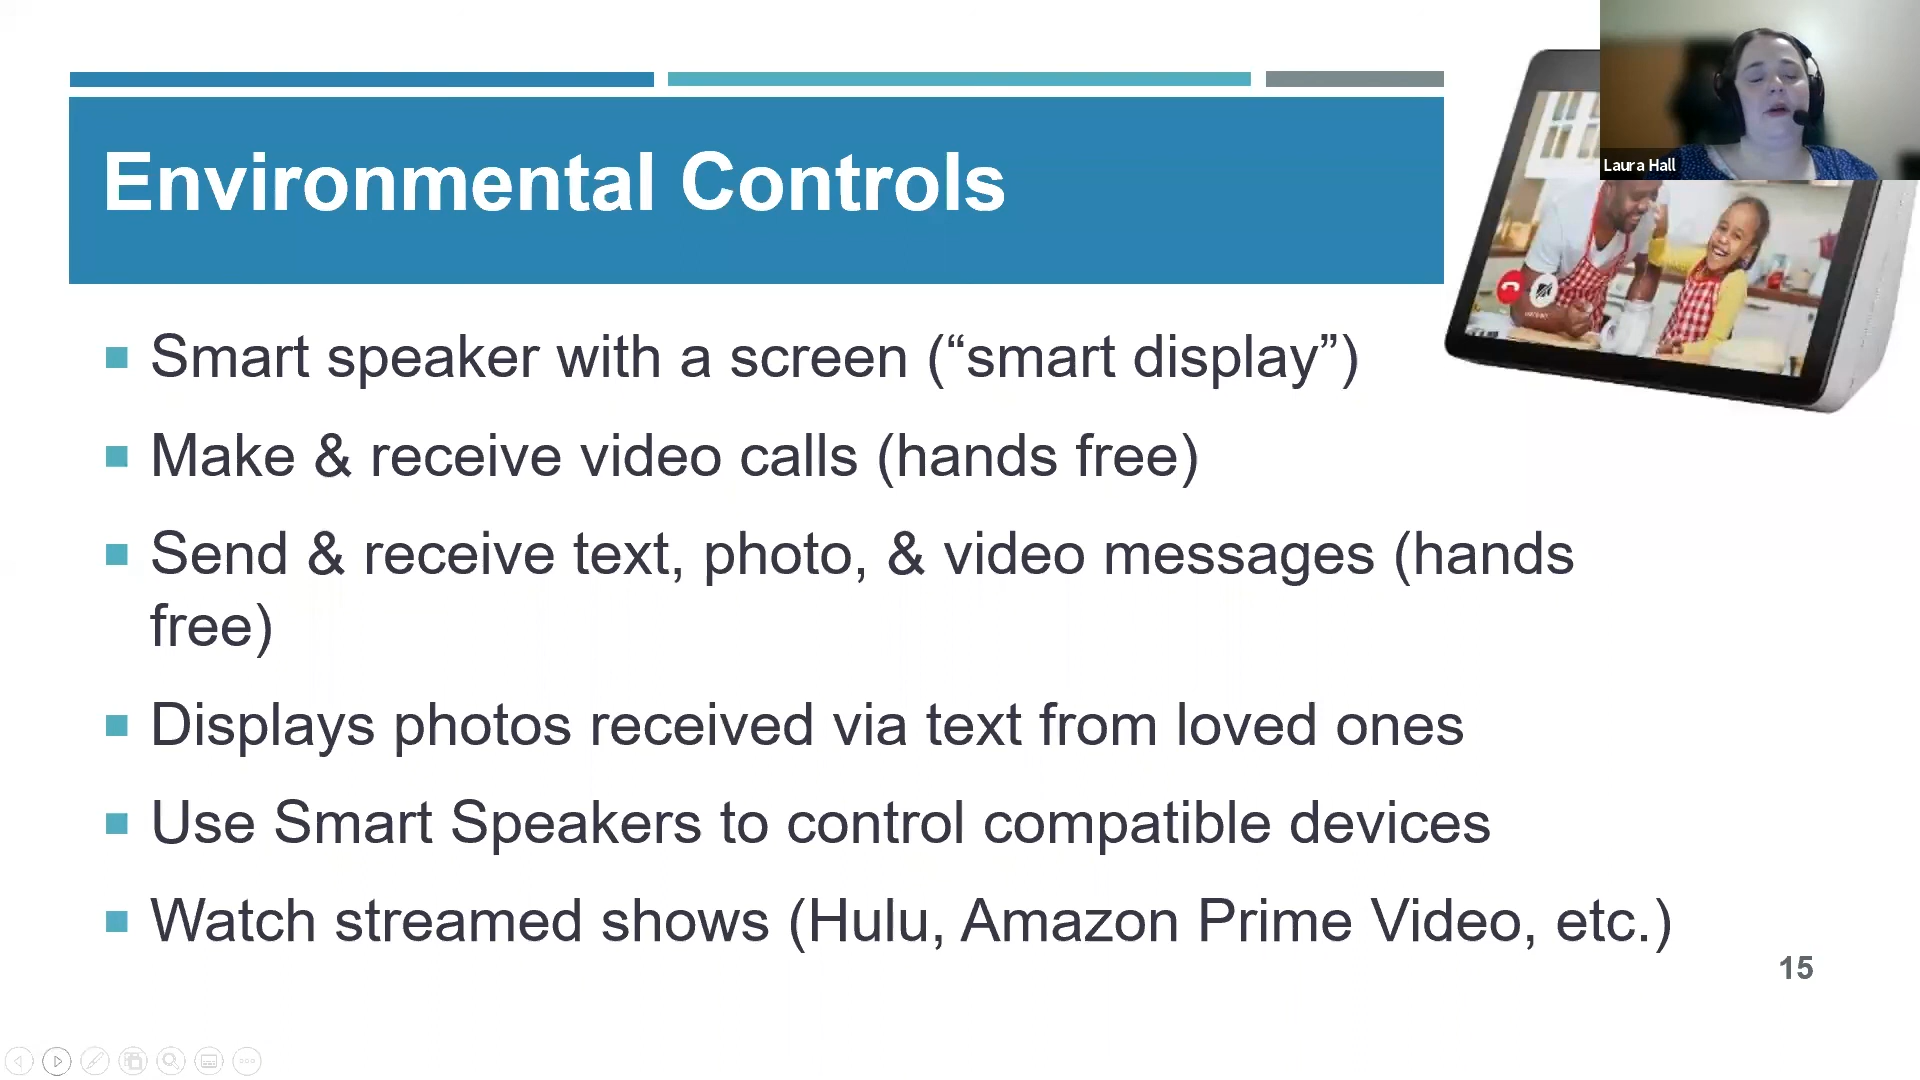 Laura Hall
Environmental Controls
Smart speaker with a screen (“smart display”)
Make & receive video calls (hands free)
Send & receive text, photo, & video messages (hands
free)
Displays photos received via text from loved ones
Use Smart Speakers to control compatible devices
Watch streamed shows (Hulu, Amazon Prime Video, etc.)
15